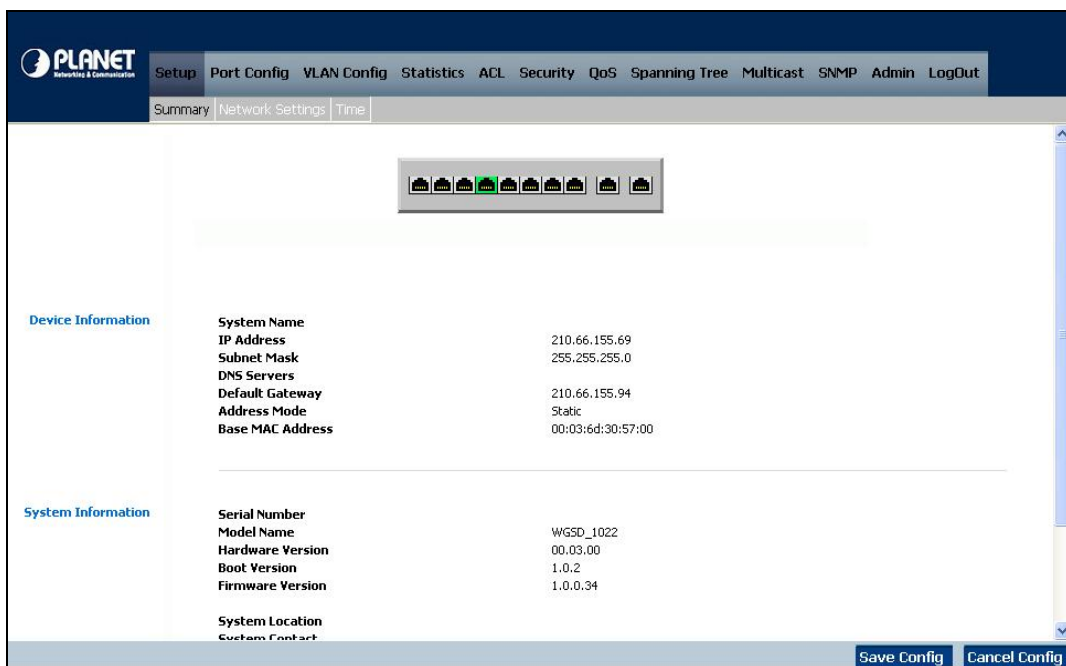 PLANET
Networking & Communication
Setup Port Config VLAN Config Statistics ACL Security QoS Spanning Tree Multicast SNMP Admin LogOut
Summary Network Settings Time
Device Information
System Name
IP Address 210.66.155.69
Subnet Mask 255.255.255.0
DNS Servers
Default Gateway 210.66.155.94
Address Mode Static
Base MAC Address 00:03:6d:30:57:00
System Information
Serial Number
Model Name WGSD_1022
Hardware Version 00.03.00
Boot Version 1.0.2
Firmware Version 1.0.0.34
System Location
System Contact
Save Config Cancel Config